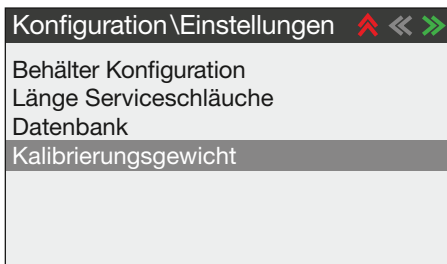 Konfiguration\Einstellungen
Behälter Konfiguration
Länge Serviceschläuche
Datenbank
Kalibrierungsgewicht